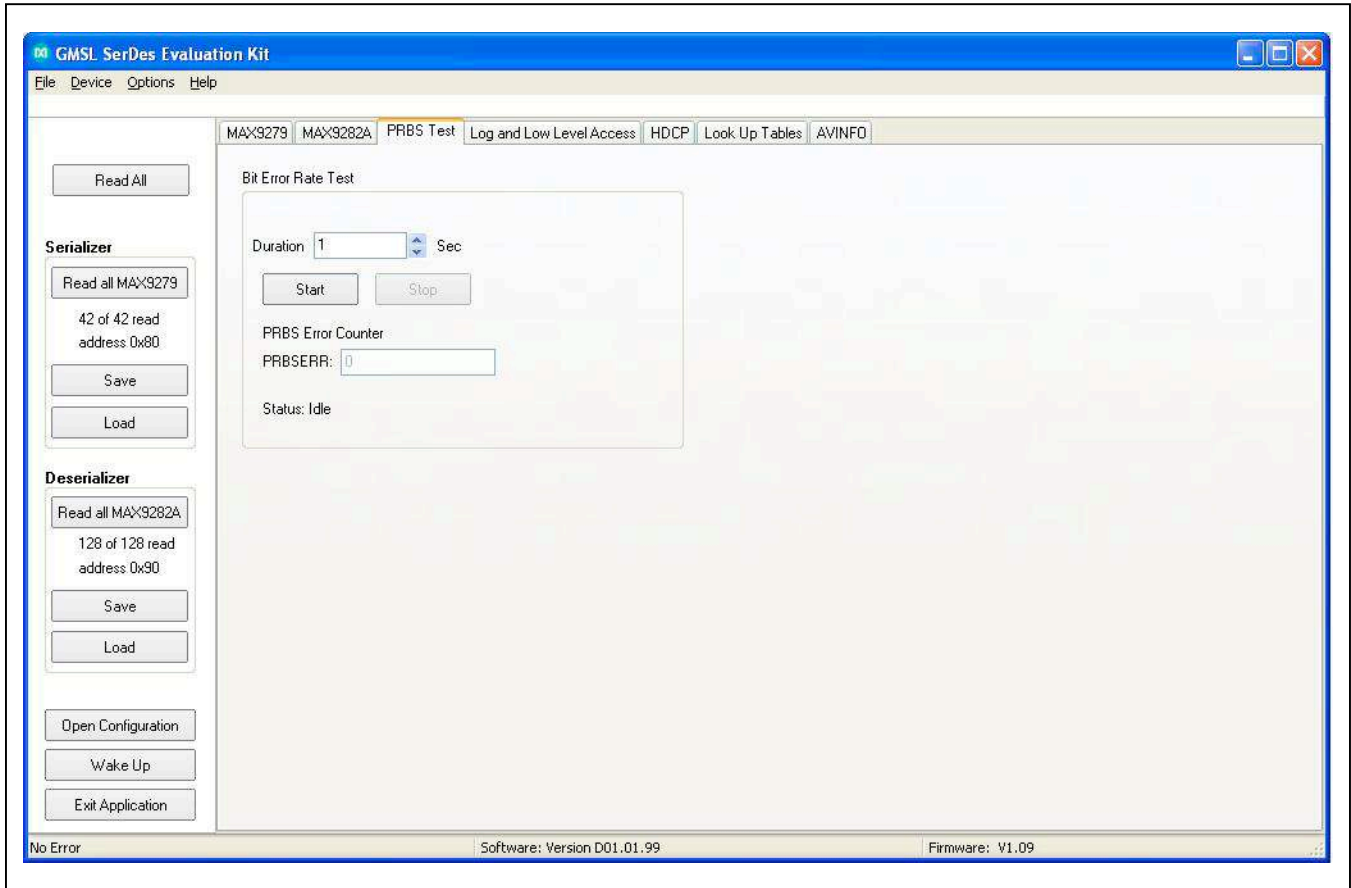 GMSL SerDes Evaluation Kit
File Device Options Help
MAX9279 MAX9282A PRBS Test Log and Low Level Access HDCP Look Up Tables AVINFO
Read All
Serializer
Read all MAX9279
42 of 42 read
address 0x80
Save
Load
Deserializer
Read all MAX9282A
128 of 128 read
address 0x90
Save
Load
Open Configuration
Wake Up
Exit Application
Bit Error Rate Test
Duration 1 Sec
Start Stop
PRBS Error Counter
PRBSERR: 0
Status: Idle
No Error Software: Version D01.01.99 Firmware: V1.09